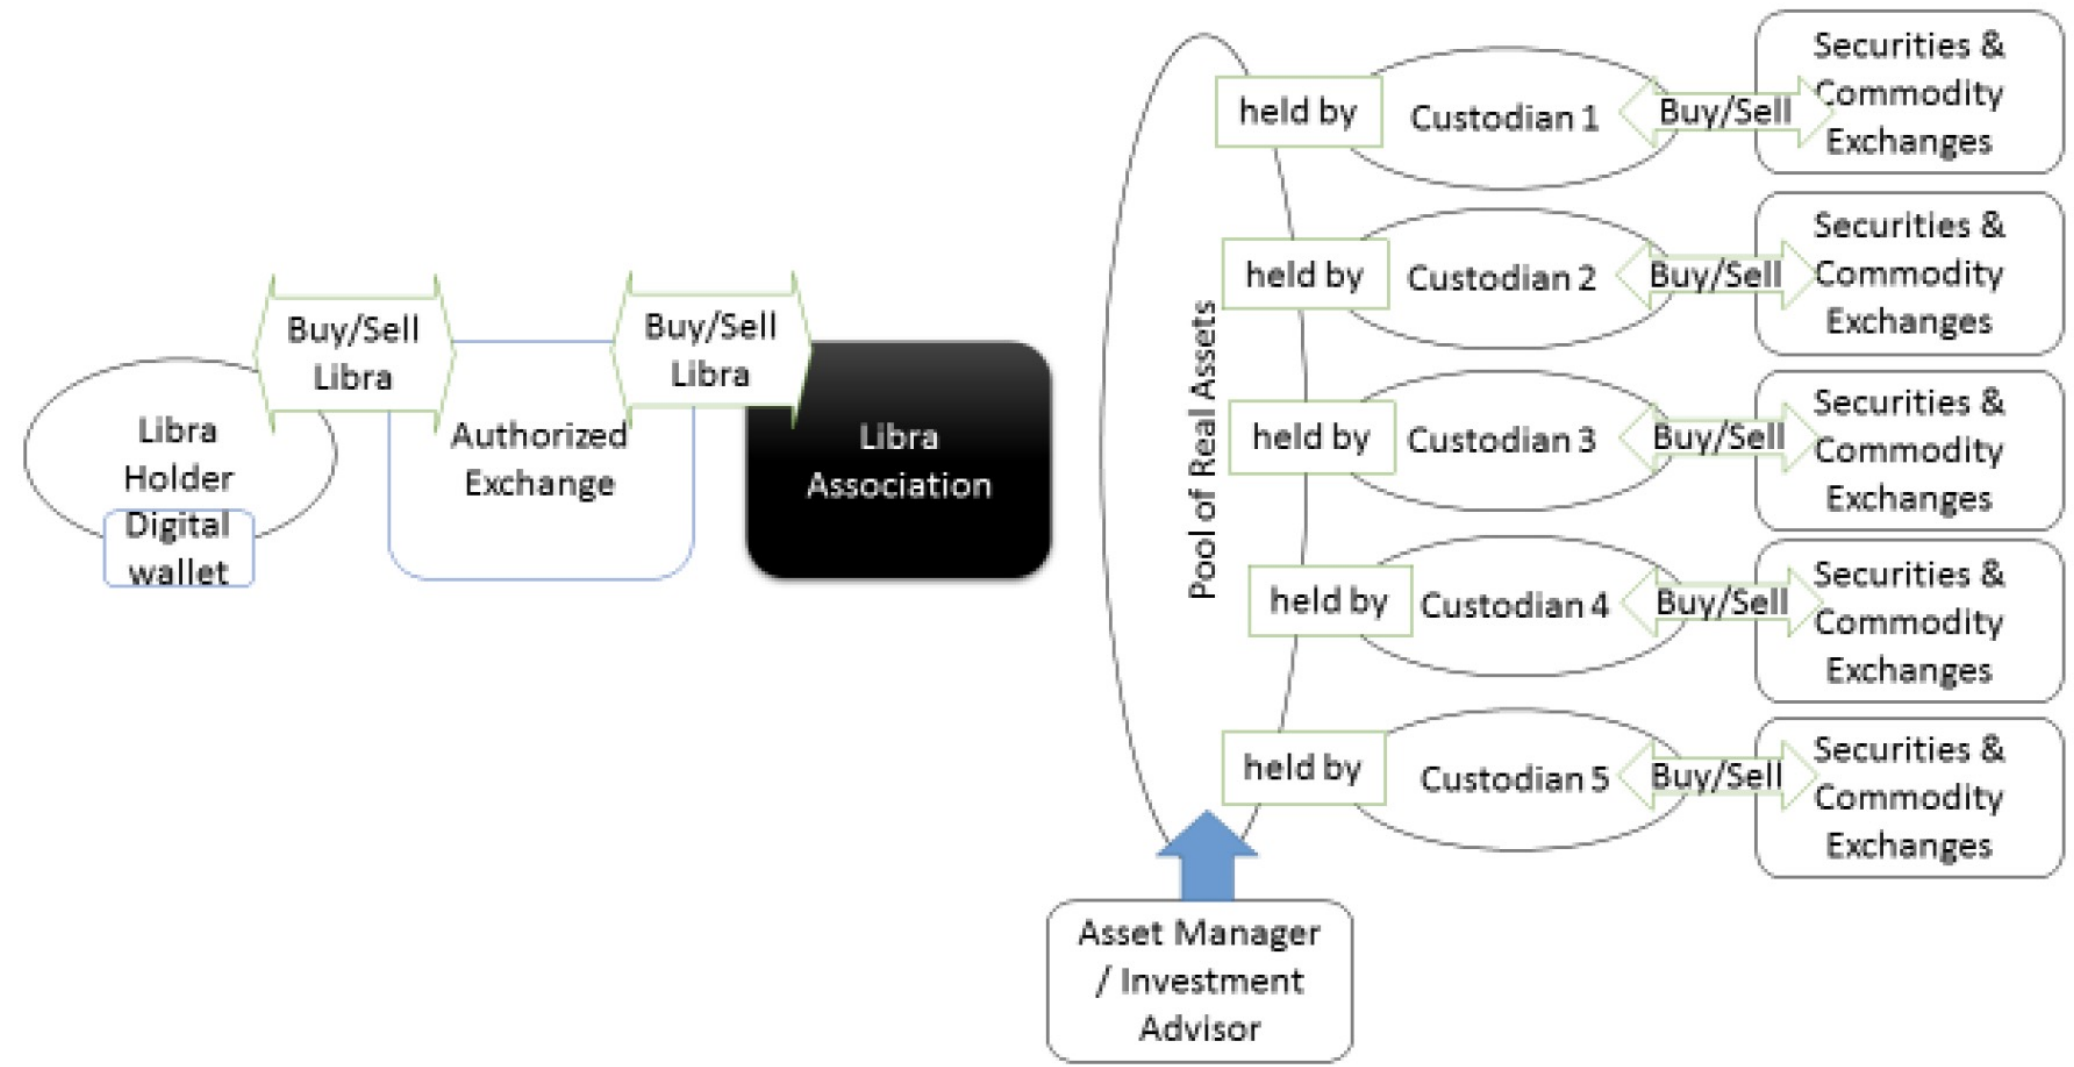 Buy/Sell
Libra
Libra
Holder
Digital
wallet
Authorized
Exchange
Buy/Sell
Libra
Libra
Association
Pool of Real Assets
held by
Custodian 1
Buy/Sell
Securities &
Commodity
Exchanges
held by
Custodian 2
Buy/Sell
Securities &
Commodity
Exchanges
held by
Custodian 3
Buy/Sell
Securities &
Commodity
Exchanges
held by
Custodian 4
Buy/Sell
Securities &
Commodity
Exchanges
held by
Custodian 5
Buy/Sell
Securities &
Commodity
Exchanges
Asset Manager
/ Investment
Advisor